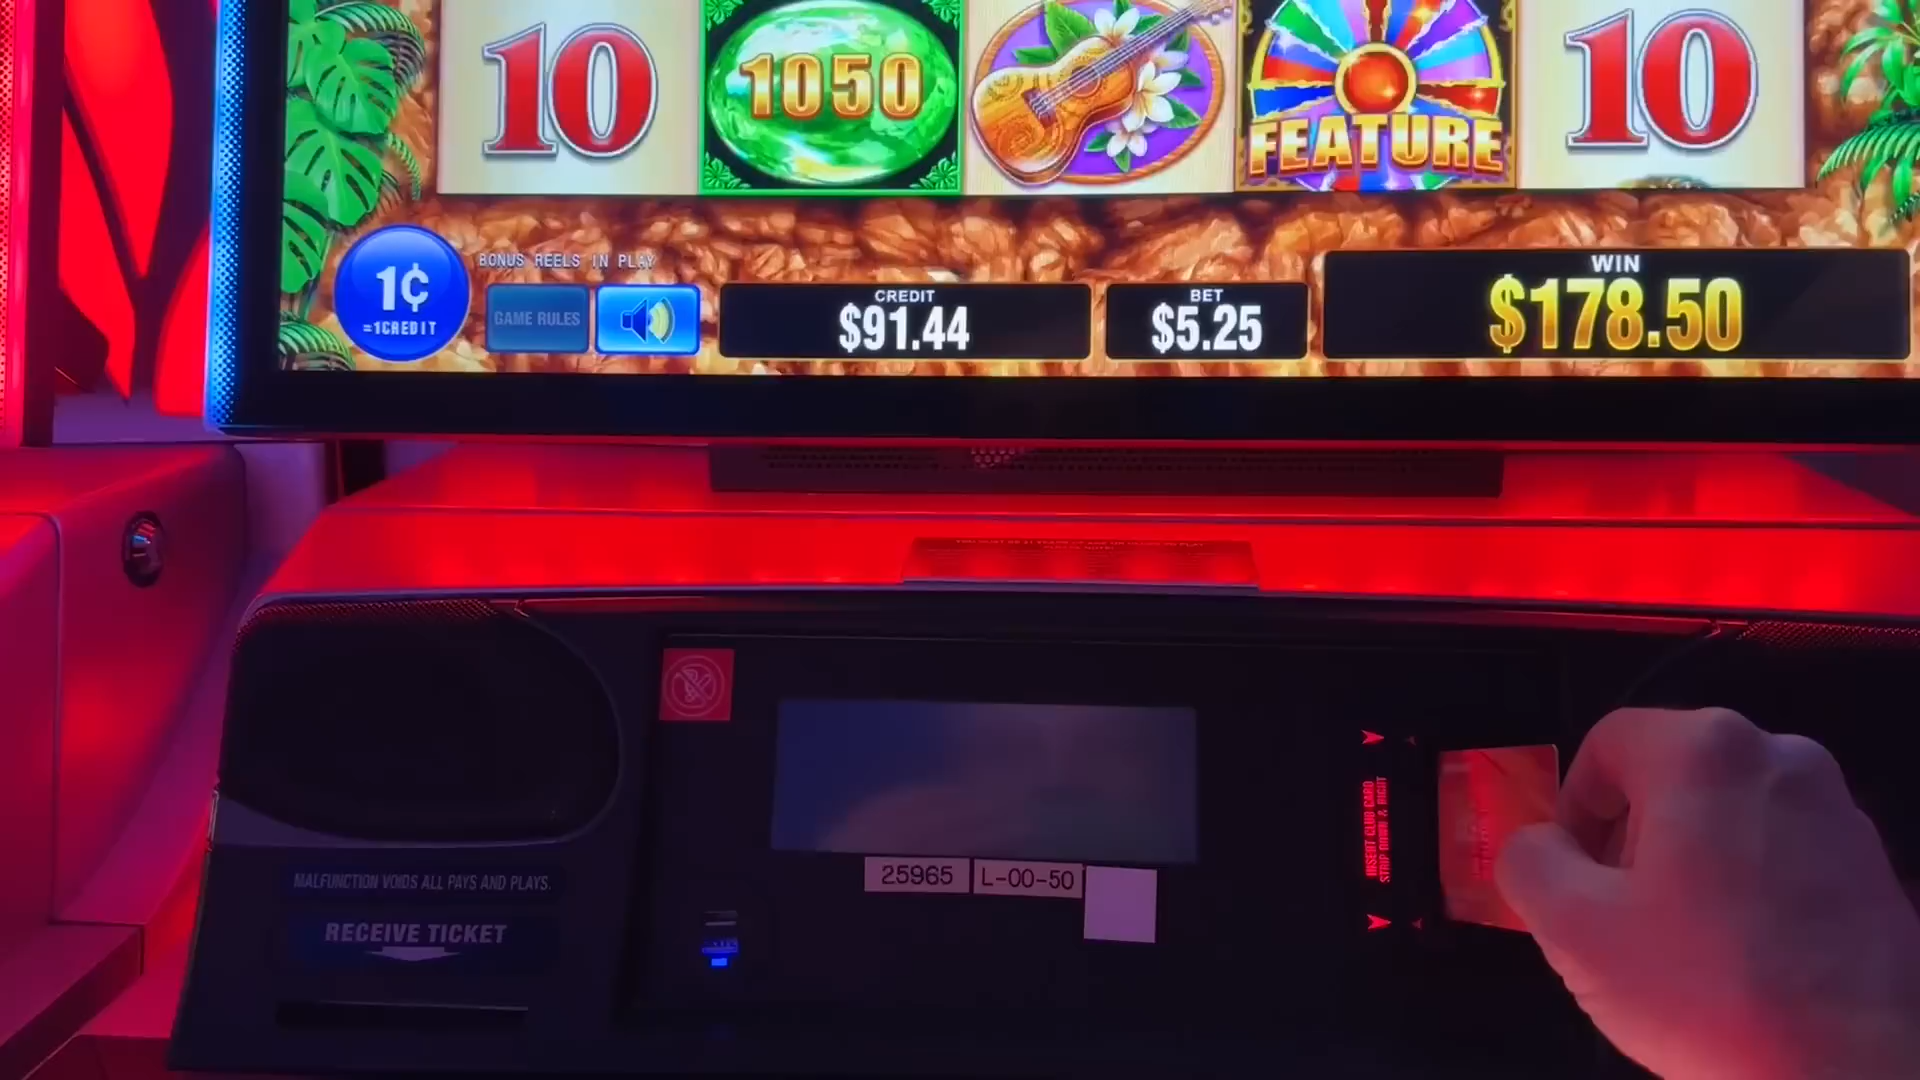 10
1050
FEATURE
10
1¢
=1CREDIT
BONUS REELS IN PLAY
GAME RULES
CREDIT
$91.44
BET
$5.25
WIN
$178.50
INSERT CLUB CARD
STRIP DOWN & RIGHT
25965
L-00-50
MALFUNCTION VOIDS ALL PAYS AND PLAYS.
RECEIVE TICKET